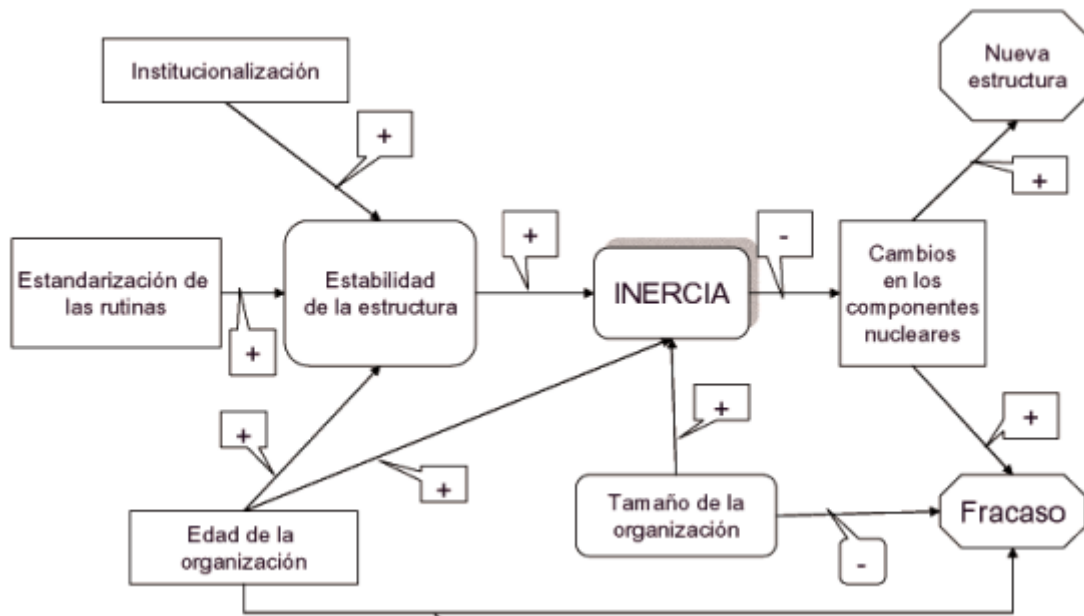 Institucionalización
+
Nueva
estructura
+
Estandarización de
las rutinas
+
Estabilidad
de la estructura
+
INERCIA
-
Cambios
en los
componentes
nucleares
+
+
+
+
Edad de la
organización
Tamaño de la
organización
-
Fracaso